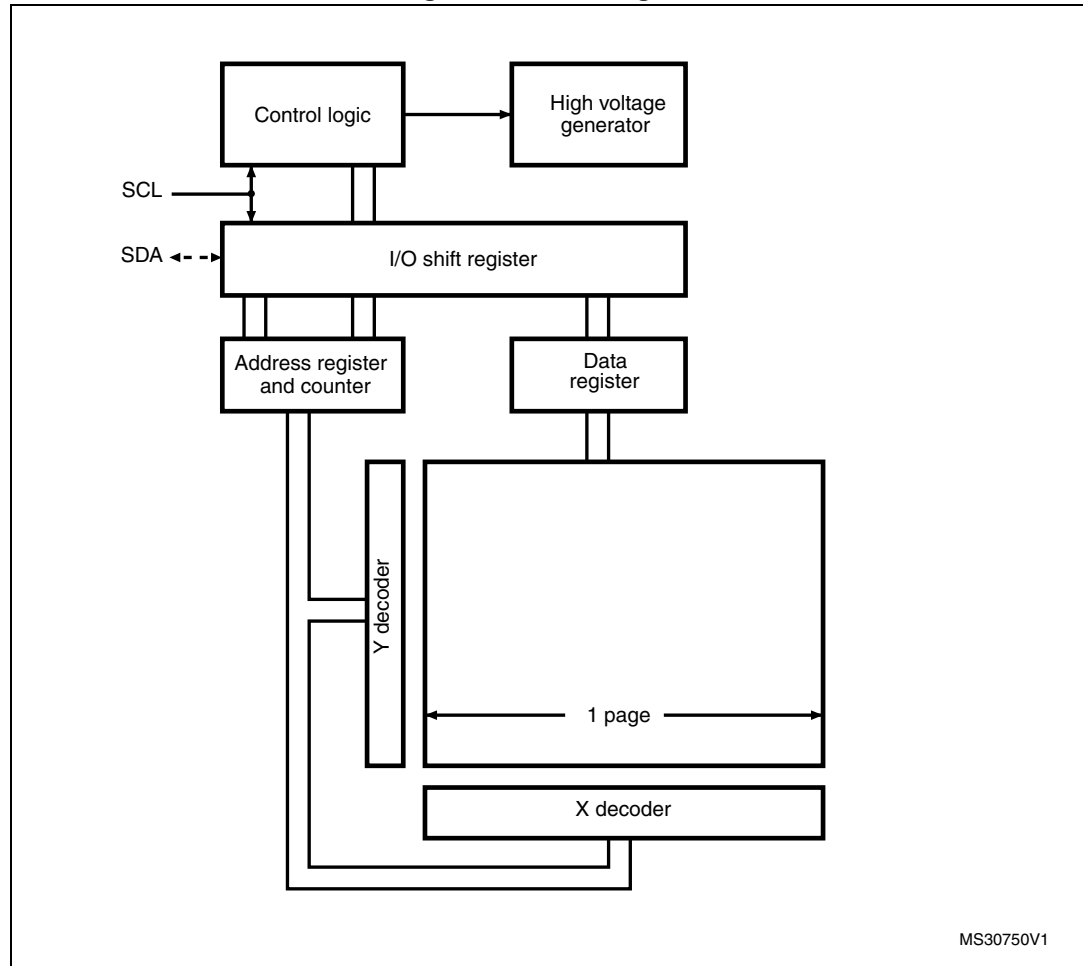 Control logic
High voltage
generator
SCL
SDA
I/O shift register
Address register
and counter
Data
register
Y decoder
1 page
X decoder
MS30750V1